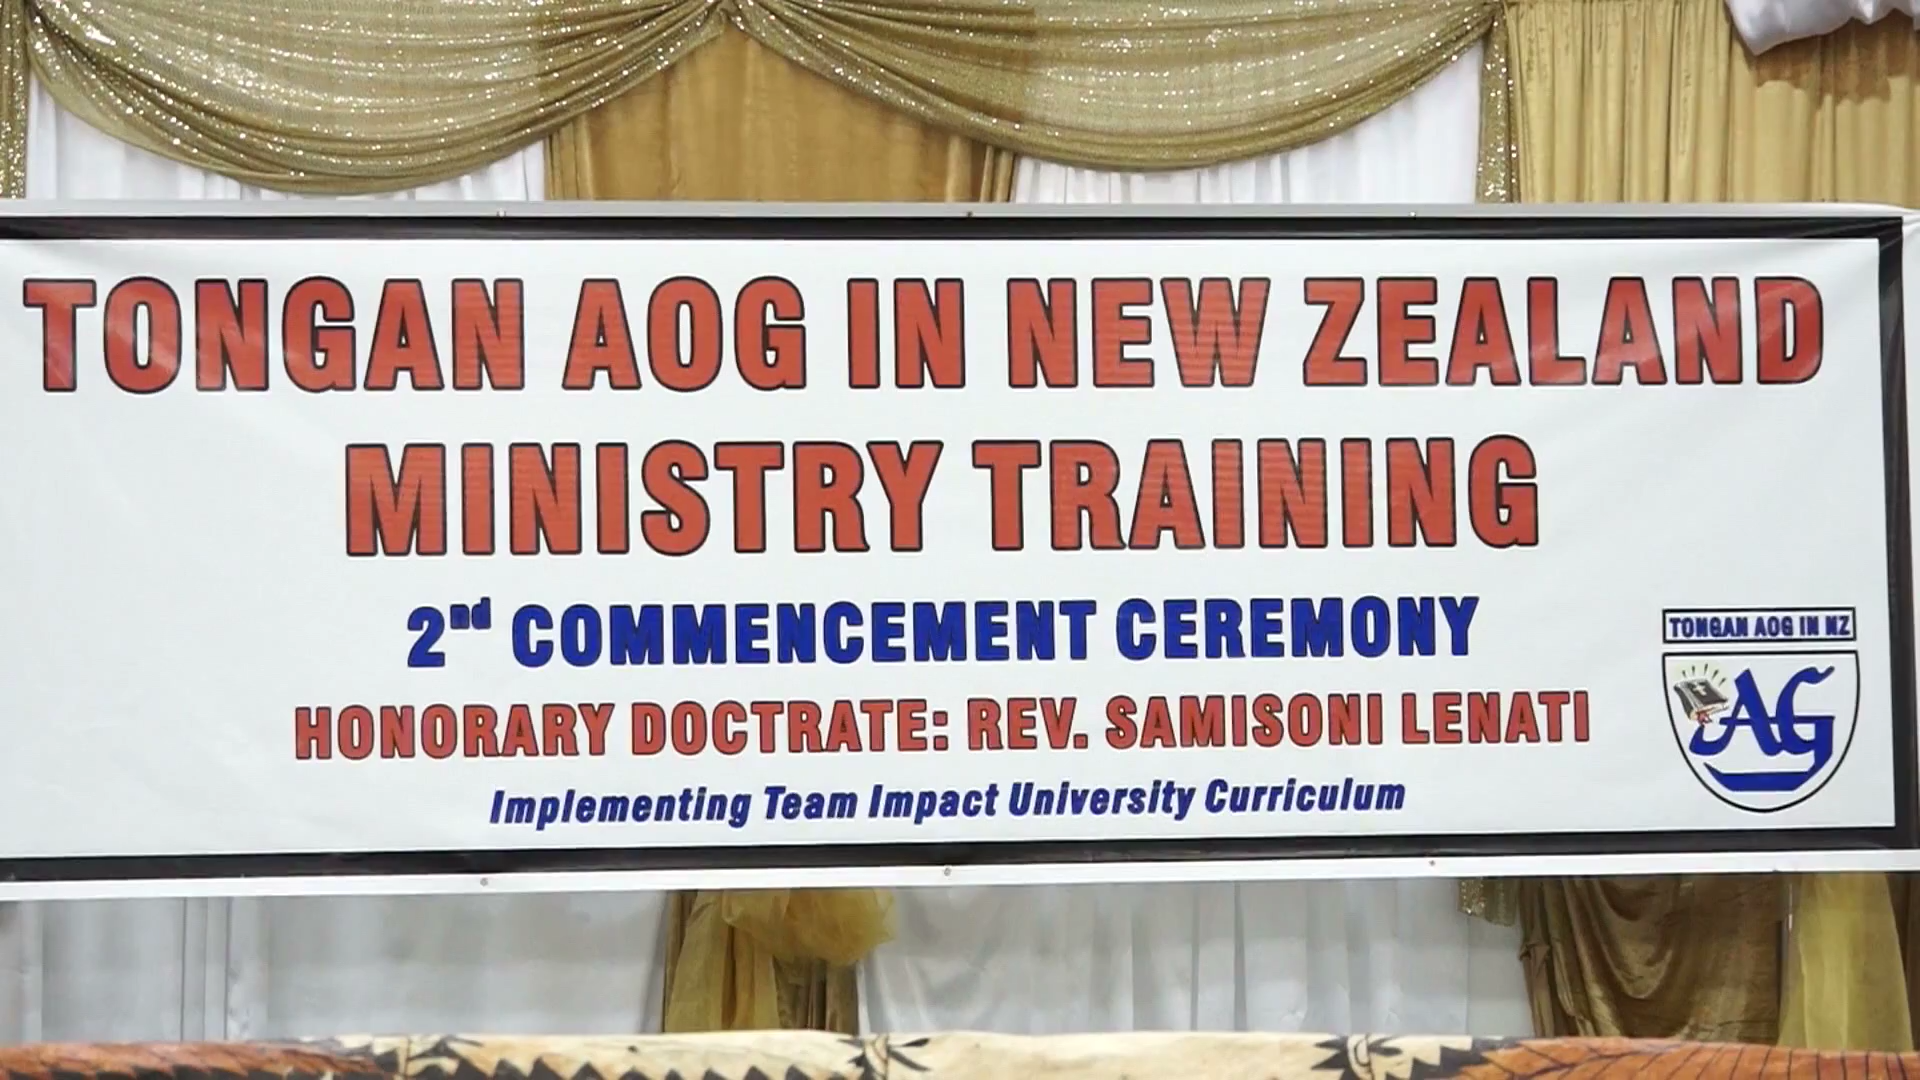 TONGAN AOG IN NEW ZEALAND
MINISTRY TRAINING
2nd COMMENCEMENT CEREMONY
HONORARY DOCTRATE: REV. SAMISONI LENATI
Implementing Team Impact University Curriculum
TONGAN AOG IN NZ
AG